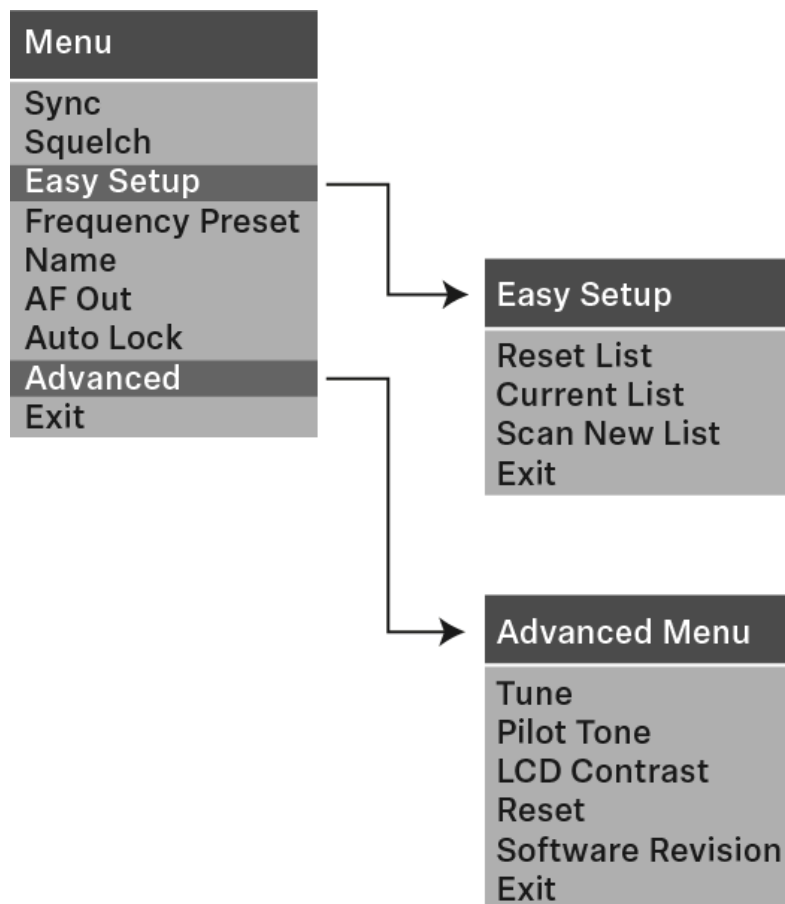 Menu
Sync
Squelch
Easy Setup
Frequency Preset
Name
AF Out
Auto Lock
Advanced
Exit
Easy Setup
Reset List
Current List
Scan New List
Exit
Advanced Menu
Tune
Pilot Tone
LCD Contrast
Reset
Software Revision
Exit